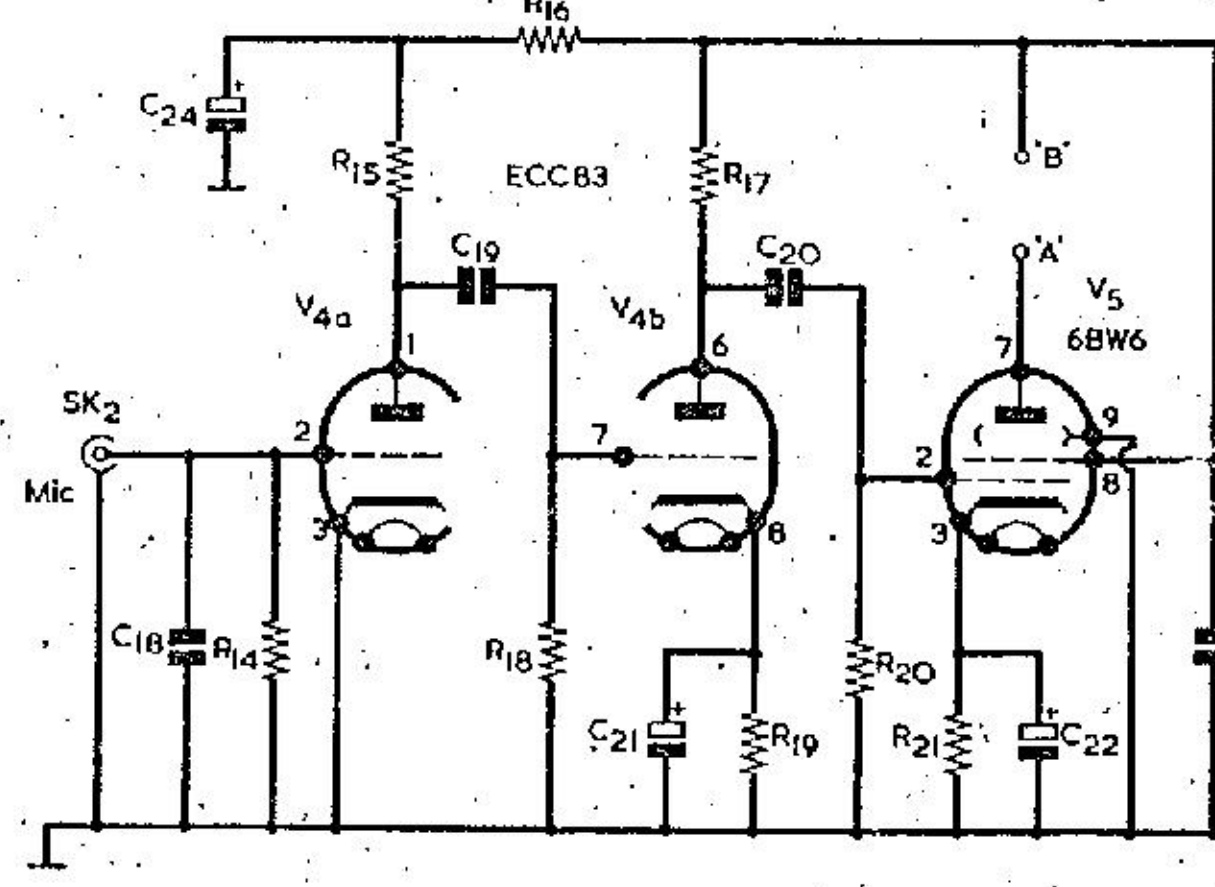 R16
C24
R15
ECC83
R17
'B'
C19
C20
'A'
V4a
V4b
V5
6BW6
1
6
7
SK2
2
7
9
Mic
2
8
3
8
3
C18
R14
R18
R20
C21
R19
R21
C22
+
+
+